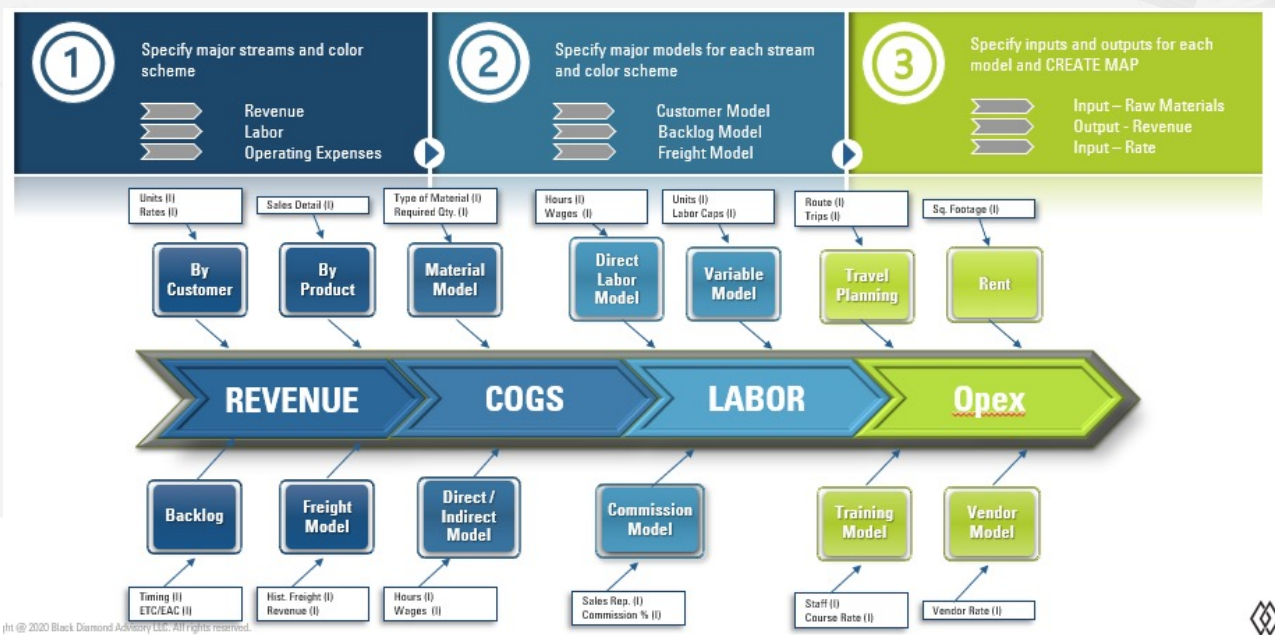 1
Specify major streams and color
scheme
Revenue
Labor
Operating Expenses
2
Specify major models for each stream
and color scheme
Customer Model
Backlog Model
Freight Model
3
Specify inputs and outputs for each
model and CREATE MAP
Input – Raw Materials
Output - Revenue
Input – Rate
Units (I)
Rates (I)
Sales Detail (I)
Type of Material (I)
Required Qty. (I)
Hours (I)
Wages (I)
Units (I)
Labor Caps (I)
Route (I)
Trips (I)
Sq. Footage (I)
By
Customer
By
Product
Material
Model
Direct
Labor
Model
Variable
Model
Travel
Planning
Rent
REVENUE
COGS
LABOR
Opex
Backlog
Freight
Model
Direct /
Indirect
Model
Commission
Model
Training
Model
Vendor
Model
Timing (I)
ETC/EAC (I)
Hist. Freight (I)
Revenue (I)
Hours (I)
Wages (I)
Sales Rep. (I)
Commission % (I)
Staff (I)
Course Rate (I)
Vendor Rate (I)
ht @ 2020 Black Diamond Advisory LLC. All rights reserved.